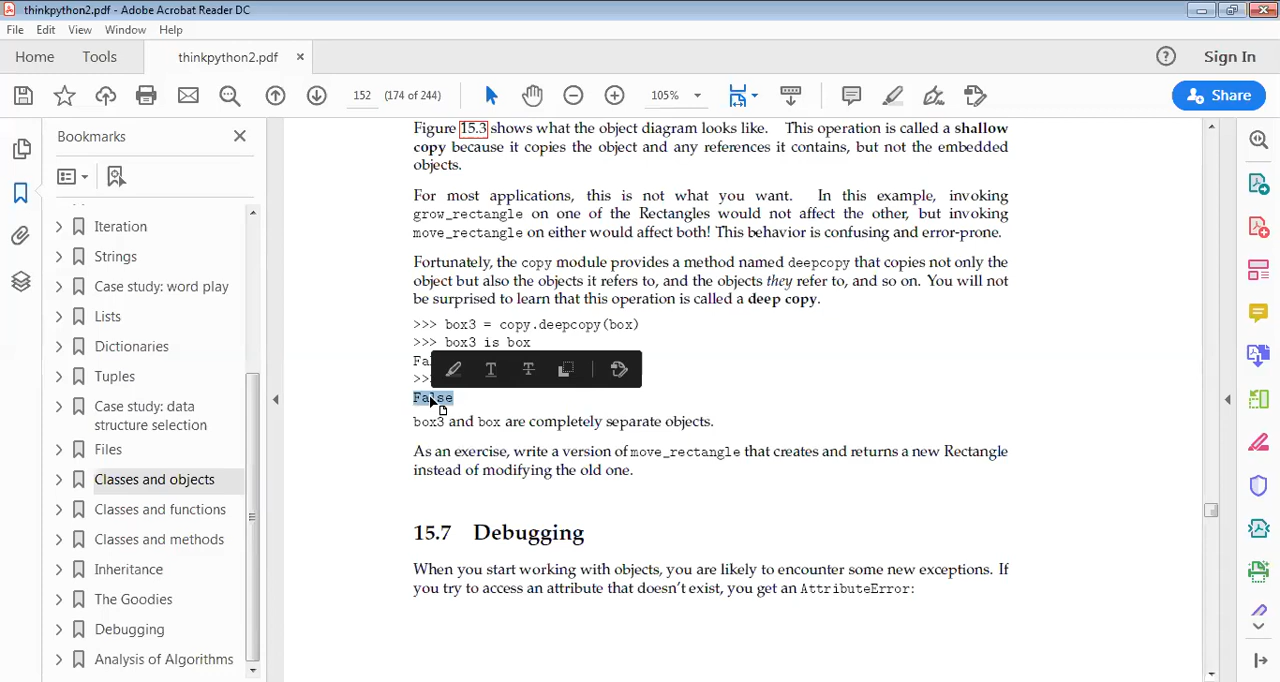 thinkpython2.pdf - Adobe Acrobat Reader DC
File Edit View Window Help
Home Tools thinkpython2.pdf × ? Sign In
152 (174 of 244) 105% Share
Bookmarks
Iteration
Strings
Case study: word play
Lists
Dictionaries
Tuples
Case study: data
structure selection
Files
Classes and objects
Classes and functions
Classes and methods
Inheritance
The Goodies
Debugging
Analysis of Algorithms
Figure 15.3 shows what the object diagram looks like. This operation is called a shallow
copy because it copies the object and any references it contains, but not the embedded
objects.
For most applications, this is not what you want. In this example, invoking
grow_rectangle on one of the Rectangles would not affect the other, but invoking
move_rectangle on either would affect both! This behavior is confusing and error-prone.
Fortunately, the copy module provides a method named deepcopy that copies not only the
object but also the objects it refers to, and the objects they refer to, and so on. You will not
be surprised to learn that this operation is called a deep copy.
>>> box3 = copy.deepcopy(box)
>>> box3 is box
Fa
>>
False
box3 and box are completely separate objects.
As an exercise, write a version of move_rectangle that creates and returns a new Rectangle
instead of modifying the old one.
15.7 Debugging
When you start working with objects, you are likely to encounter some new exceptions. If
you try to access an attribute that doesn't exist, you get an AttributeError: